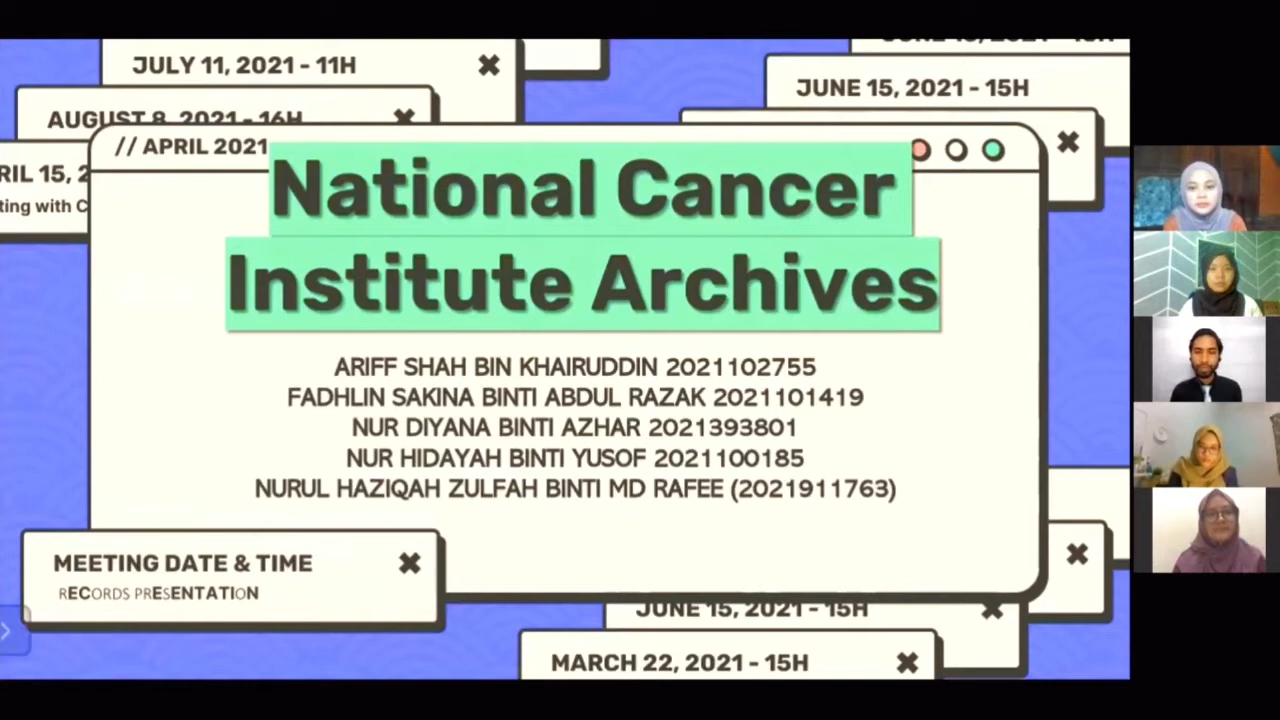 JULY 11, 2021 - 11H
JUNE 15, 2021 - 15H
AUGUST 8, 2021 - 16H
// APRIL 2021
National Cancer
Institute Archives
ARIFF SHAH BIN KHAIRUDDIN 2021102755
FADHLIN SAKINA BINTI ABDUL RAZAK 2021101419
NUR DIYANA BINTI AZHAR 2021393801
NUR HIDAYAH BINTI YUSOF 2021100185
NURUL HAZIQAH ZULFAH BINTI MD RAFEE (2021911763)
MEETING DATE & TIME
RECORDS PRESENTATION
JUNE 15, 2021 - 15H
MARCH 22, 2021 - 15H